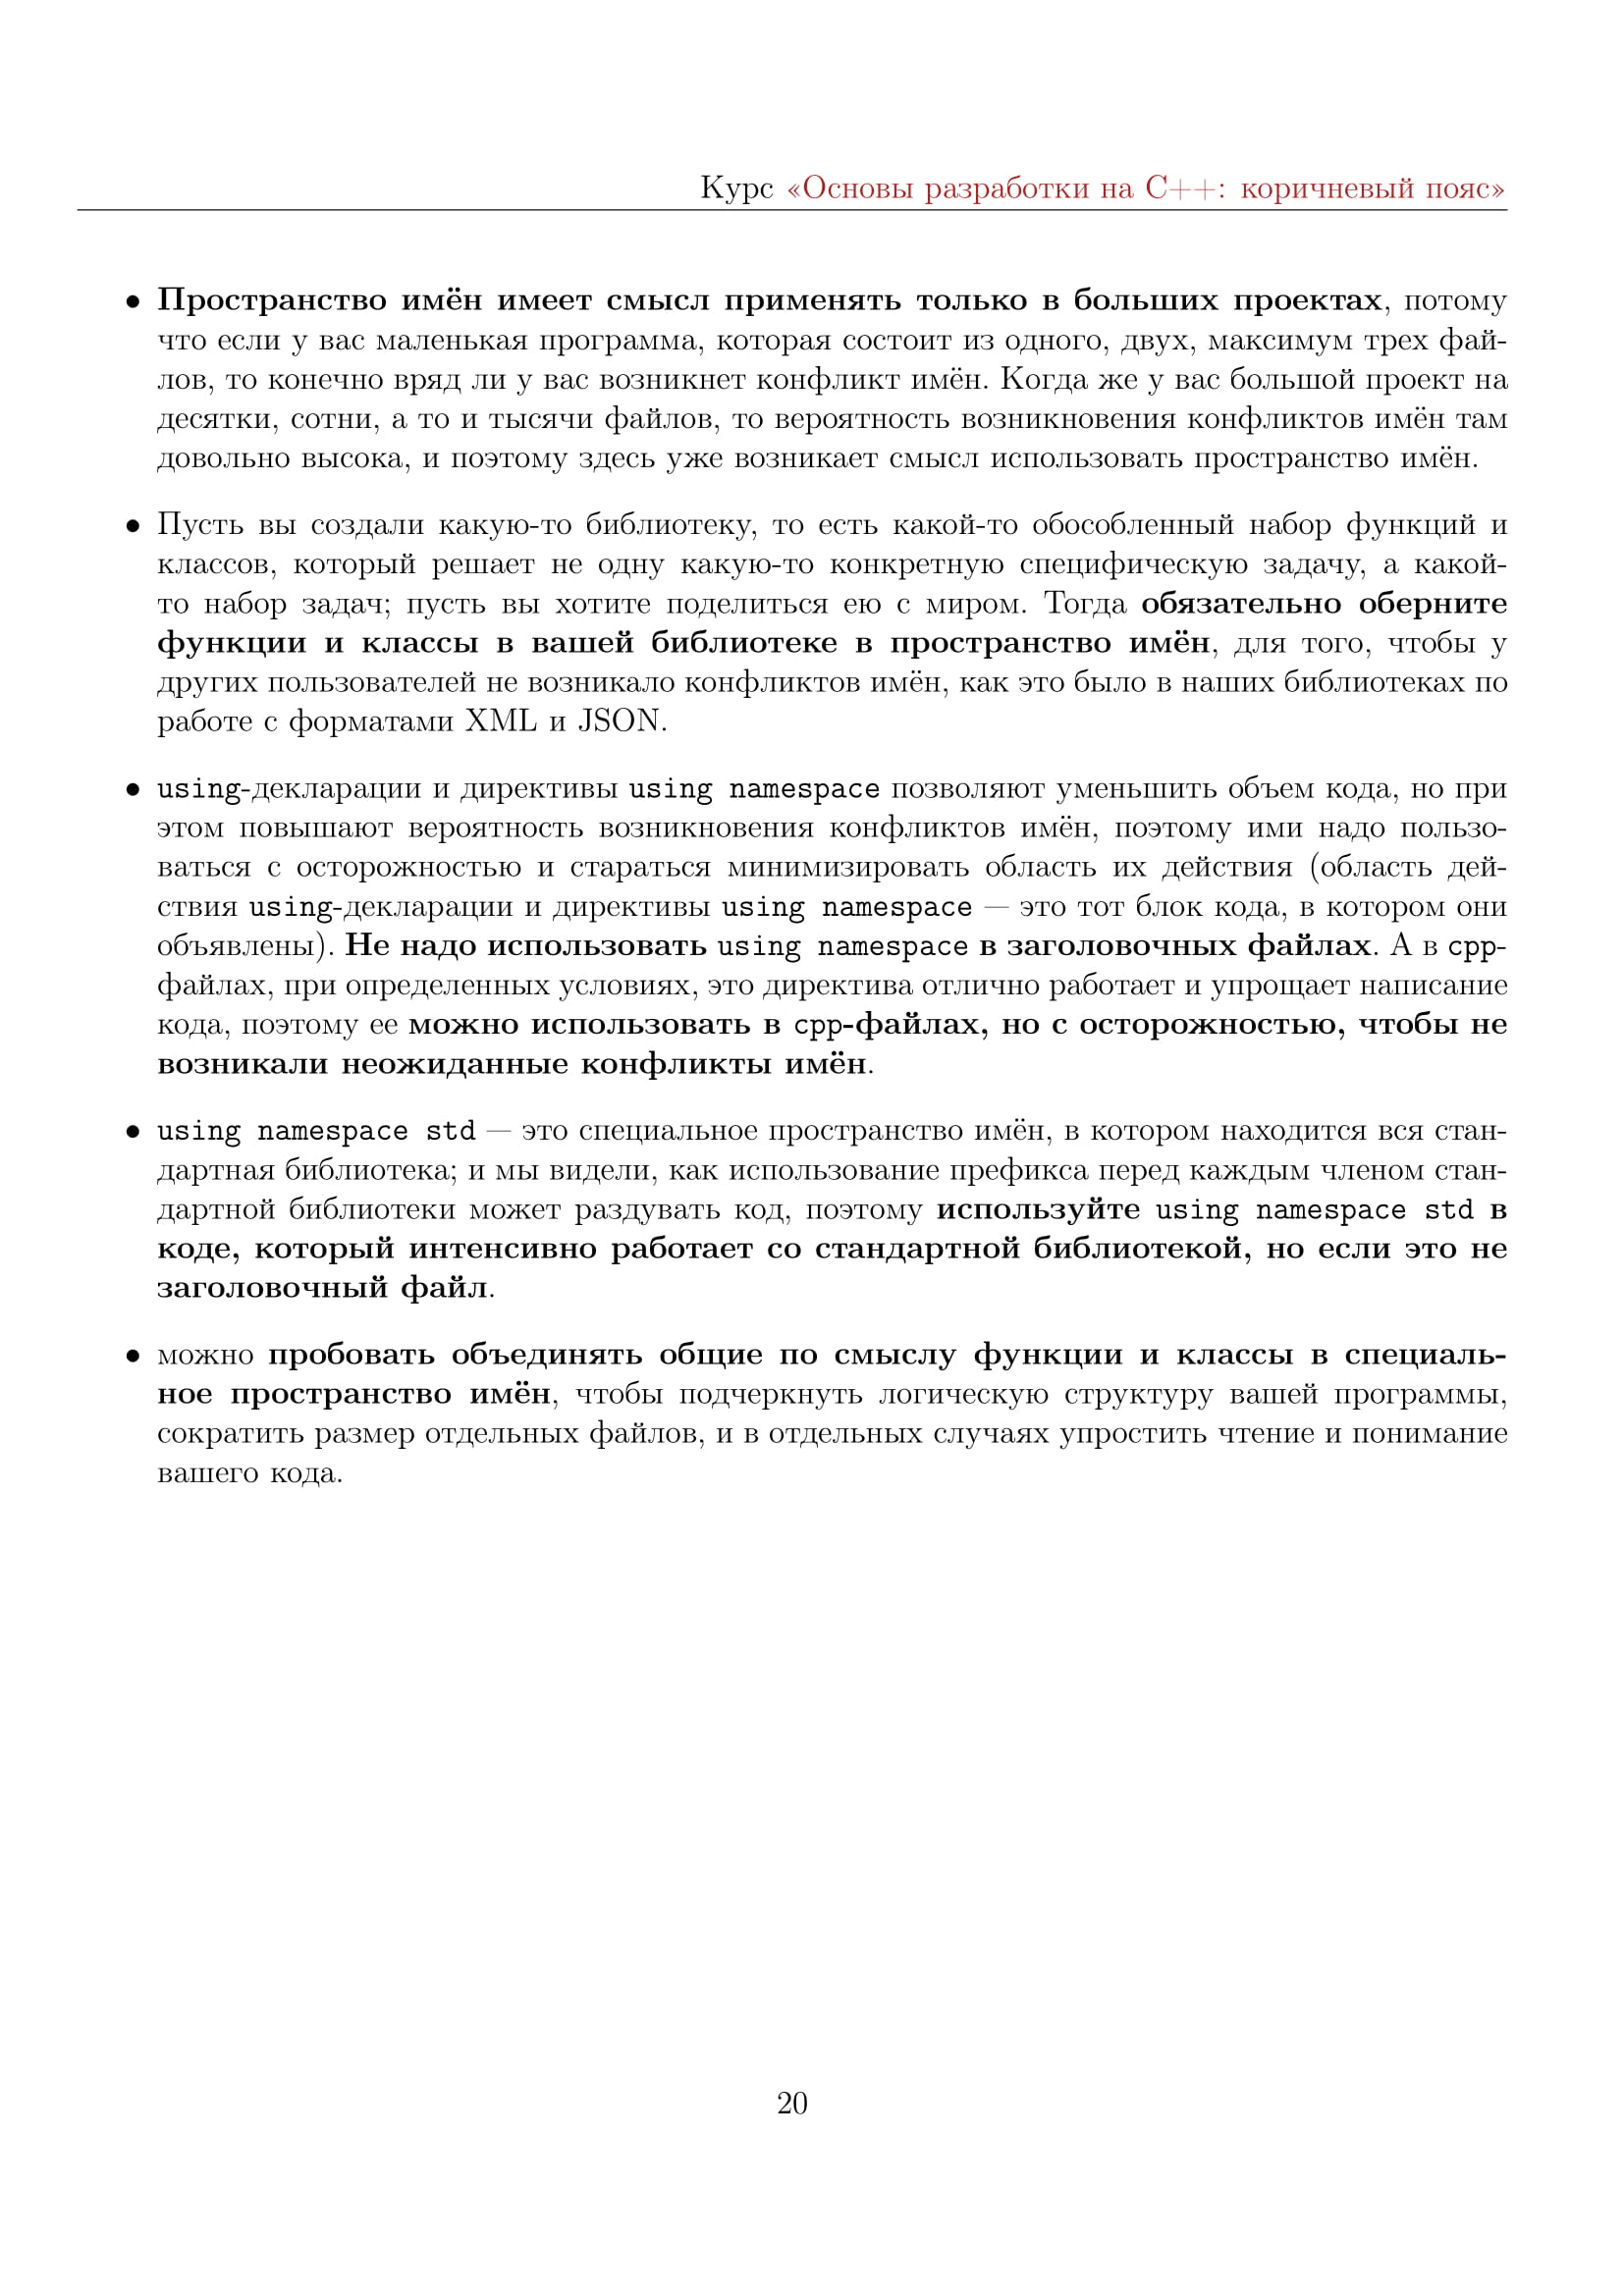 Курс «Основы разработки на C++: коричневый пояс»
• Пространство имён имеет смысл применять только в больших проектах, потому
что если у вас маленькая программа, которая состоит из одного, двух, максимум трех фай-
лов, то конечно вряд ли у вас возникнет конфликт имён. Когда же у вас большой проект на
десятки, сотни, а то и тысячи файлов, то вероятность возникновения конфликтов имён там
довольно высока, и поэтому здесь уже возникает смысл использовать пространство имён.
• Пусть вы создали какую-то библиотеку, то есть какой-то обособленный набор функций и
классов, который решает не одну какую-то конкретную специфическую задачу, а какой-
то набор задач; пусть вы хотите поделиться ею с миром. Тогда обязательно оберните
функции и классы в вашей библиотеке в пространство имён, для того, чтобы у
других пользователей не возникало конфликтов имён, как это было в наших библиотеках по
работе с форматами XML и JSON.
• using-декларации и директивы using namespace позволяют уменьшить объем кода, но при
этом повышают вероятность возникновения конфликтов имён, поэтому ими надо пользо-
ваться с осторожностью и стараться минимизировать область их действия (область дей-
ствия using-декларации и директивы using namespace — это тот блок кода, в котором они
объявлены). Не надо использовать using namespace в заголовочных файлах. А в cpp-
файлах, при определенных условиях, это директива отлично работает и упрощает написание
кода, поэтому ее можно использовать в cpp-файлах, но с осторожностью, чтобы не
возникали неожиданные конфликты имён.
• using namespace std — это специальное пространство имён, в котором находится вся стан-
дартная библиотека; и мы видели, как использование префикса перед каждым членом стан-
дартной библиотеки может раздувать код, поэтому используйте using namespace std в
коде, который интенсивно работает со стандартной библиотекой, но если это не
заголовочный файл.
• можно пробовать объединять общие по смыслу функции и классы в специаль-
ное пространство имён, чтобы подчеркнуть логическую структуру вашей программы,
сократить размер отдельных файлов, и в отдельных случаях упростить чтение и понимание
вашего кода.
20